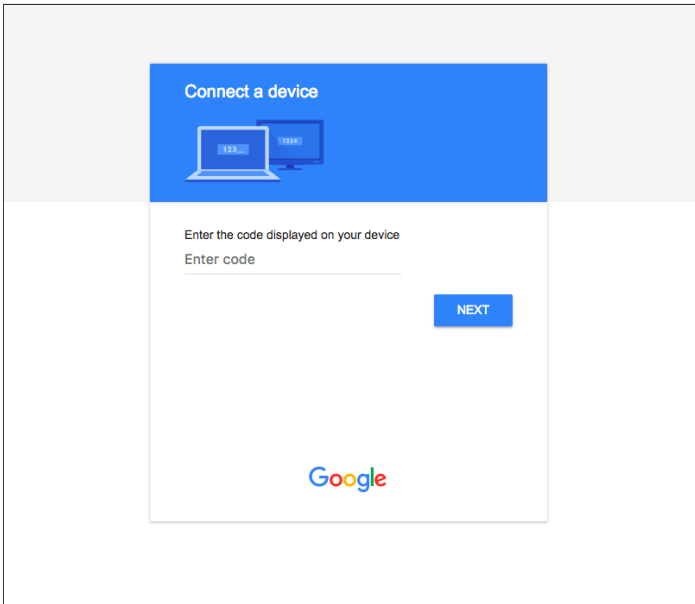 Connect a device
123_
1234
Enter the code displayed on your device
Enter code
NEXT
Google